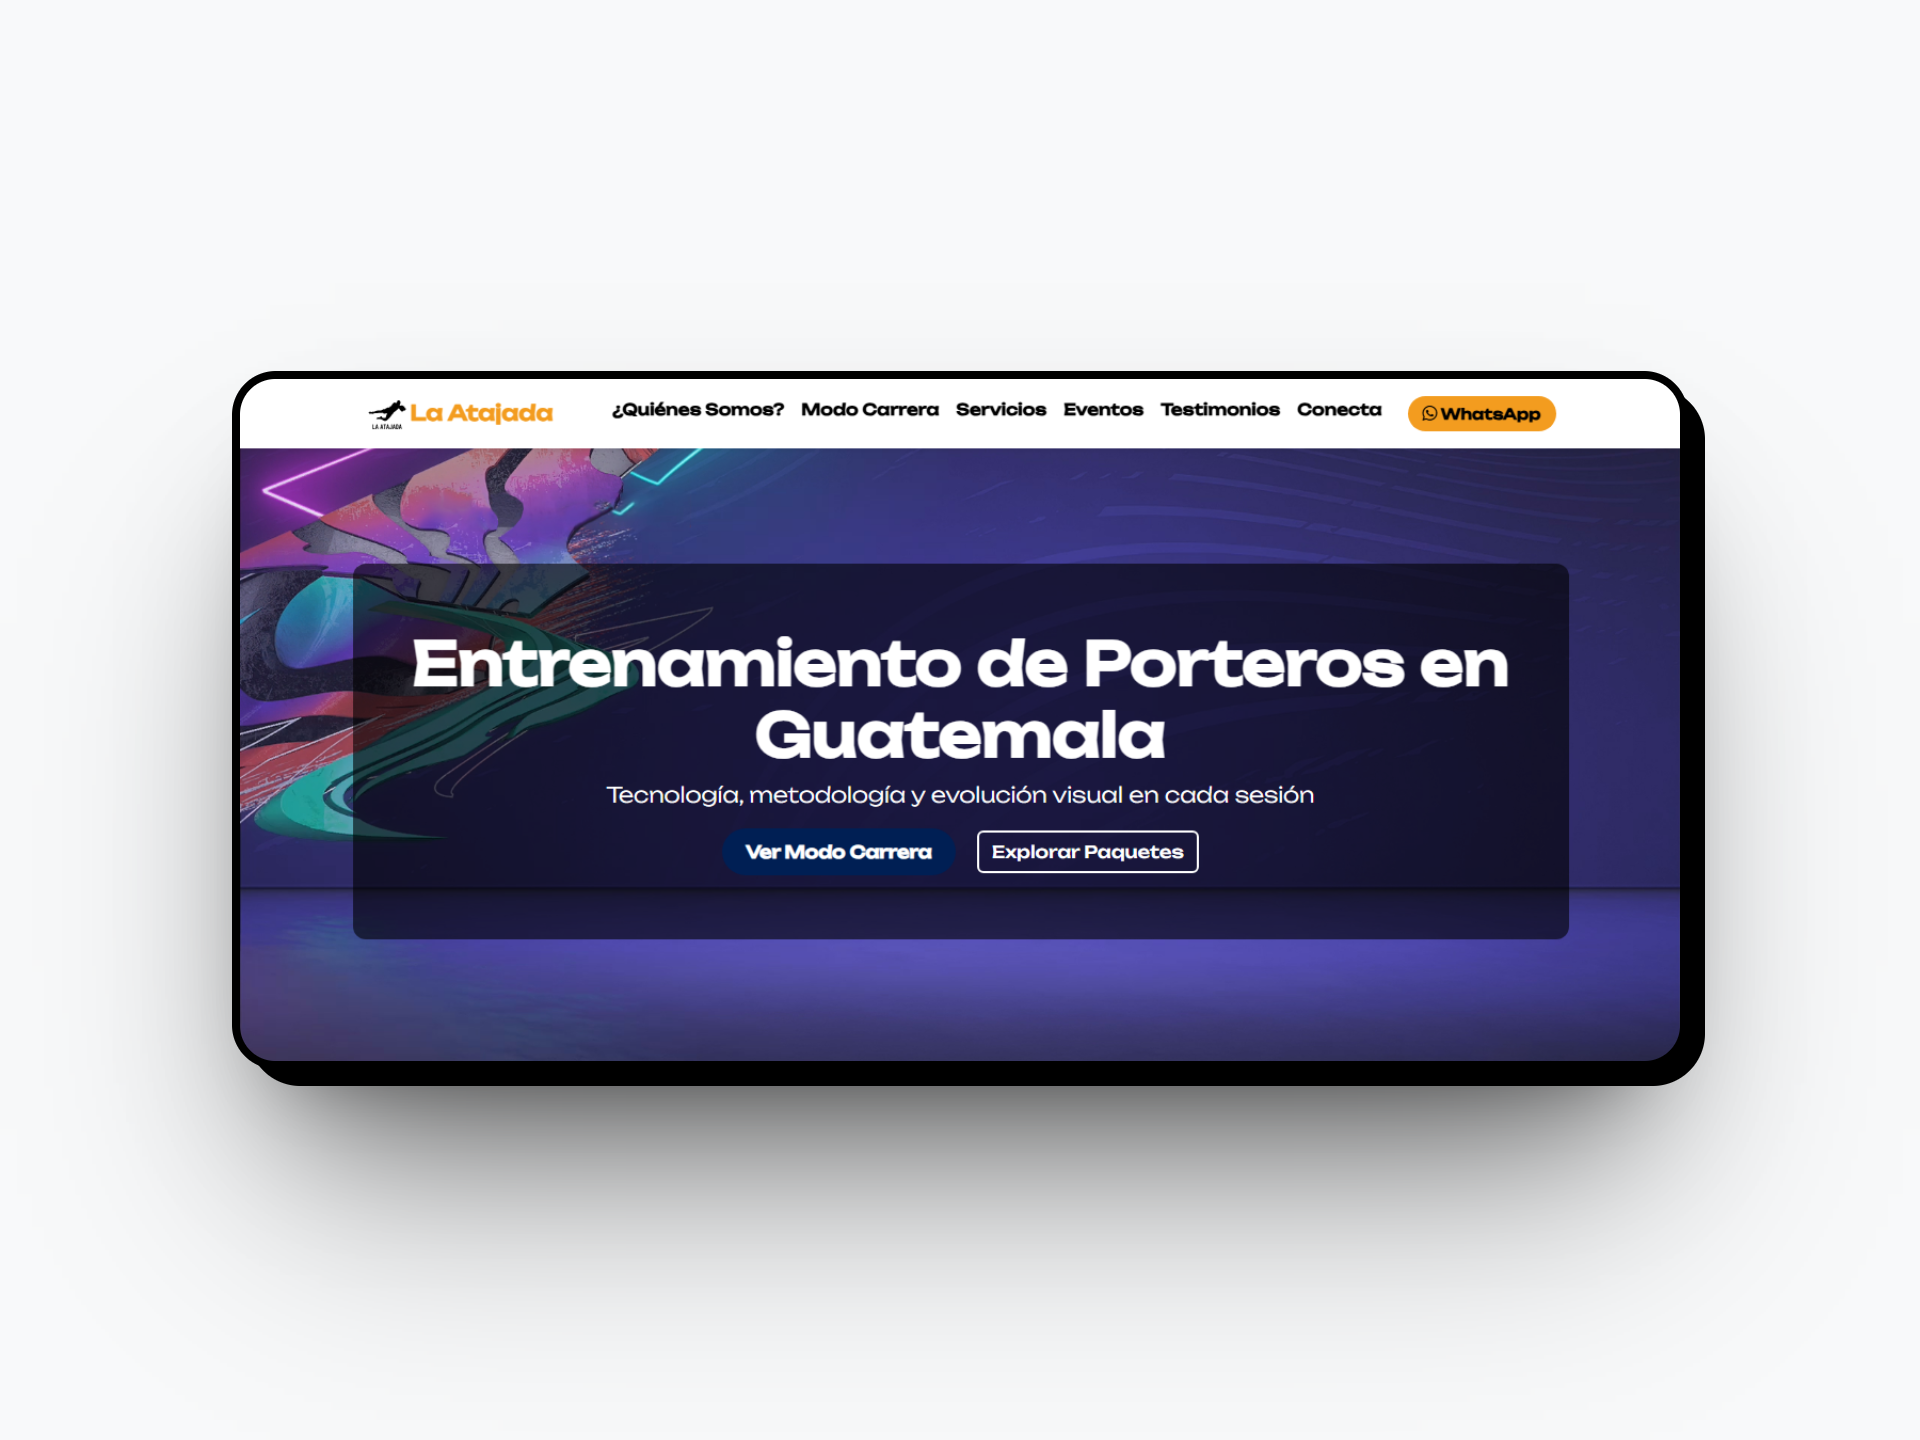 LA ATAJADA
La Atajada
¿Quiénes Somos? Modo Carrera Servicios Eventos Testimonios Conecta
WhatsApp
Entrenamiento de Porteros en
Guatemala
Tecnología, metodología y evolución visual en cada sesión
Ver Modo Carrera
Explorar Paquetes